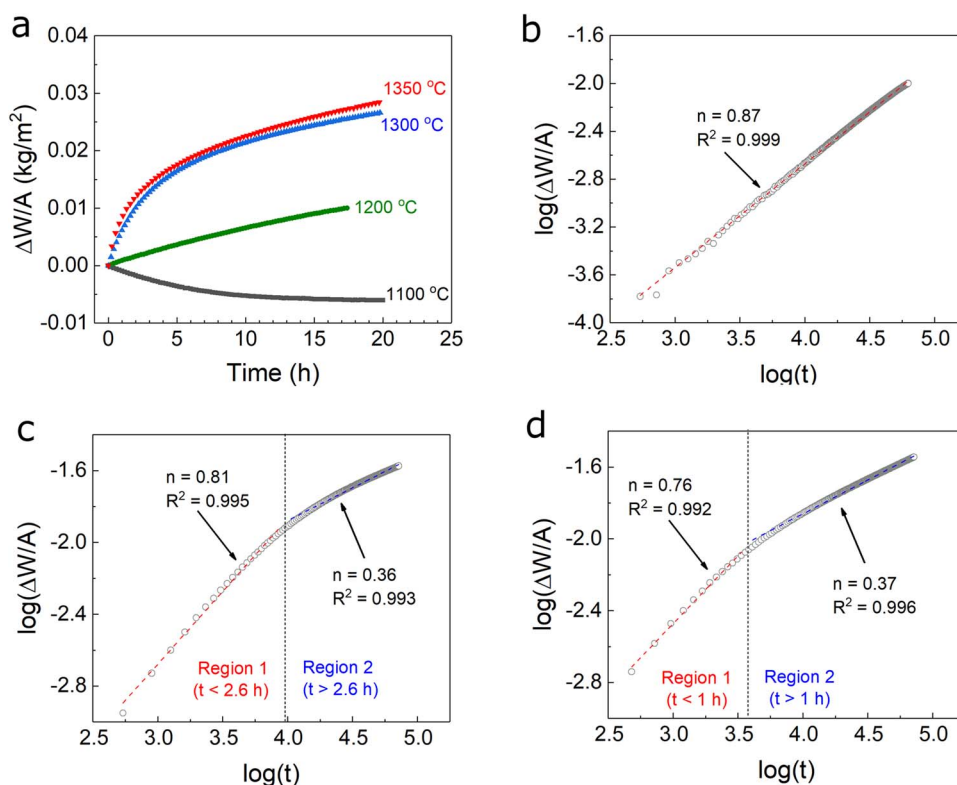 a
ΔW/A (kg/m²)
0.04
0.03
0.02
0.01
0.00
-0.01
1350 °C
1300 °C
1200 °C
1100 °C
0 5 10 15 20 25
Time (h)
b
log(ΔW/A)
-1.6
-2.0
-2.4
-2.8
-3.2
-3.6
-4.0
n = 0.87
R² = 0.999
2.5 3.0 3.5 4.0 4.5 5.0
log(t)
c
log(ΔW/A)
-1.6
-2.0
-2.4
-2.8
n = 0.81
R² = 0.995
n = 0.36
R² = 0.993
Region 1
(t < 2.6 h)
Region 2
(t > 2.6 h)
2.5 3.0 3.5 4.0 4.5 5.0
log(t)
d
log(ΔW/A)
-1.6
-2.0
-2.4
-2.8
n = 0.76
R² = 0.992
n = 0.37
R² = 0.996
Region 1
(t < 1 h)
Region 2
(t > 1 h)
2.5 3.0 3.5 4.0 4.5 5.0
log(t)